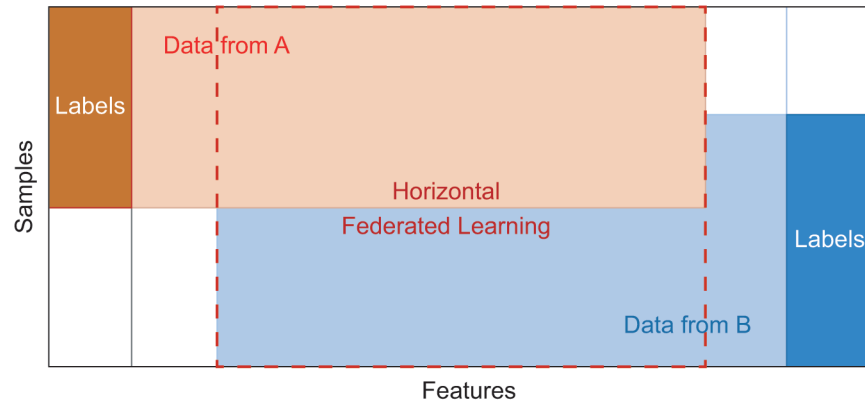 Data from A
Labels
Samples
Horizontal
Federated Learning
Labels
Data from B
Features